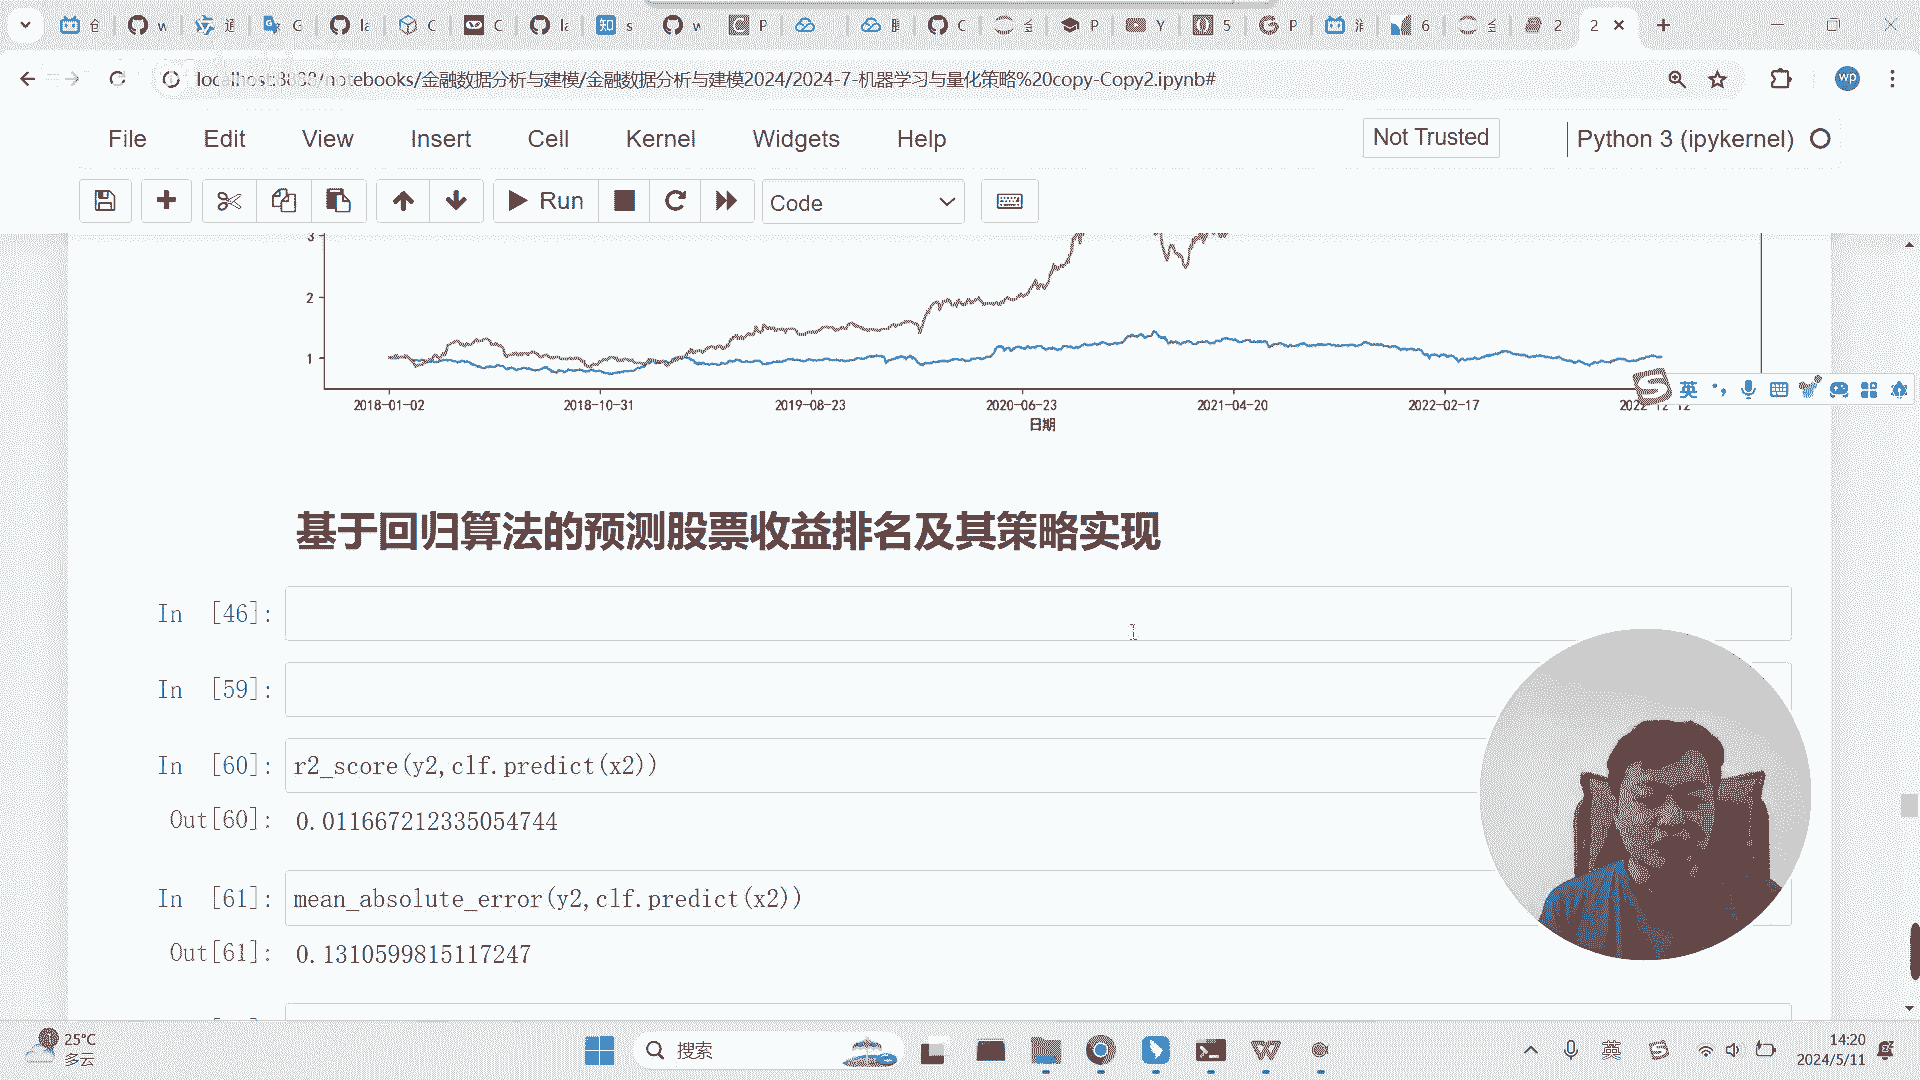 localhost:8888/notebooks/金融数据分析与建模/金融数据分析与建模2024/2024-7-机器学习与量化策略%20copy-Copy2.ipynb#
wp
File Edit View Insert Cell Kernel Widgets Help
Not Trusted
Python 3 (ipykernel)
Run
Code
3
2
1
2018-01-02 2018-10-31 2019-08-23 2020-06-23 2021-04-20 2022-02-17
日期
英
基于回归算法的预测股票收益排名及其策略实现
In [46]:
In [59]:
In [60]: r2_score(y2,clf.predict(x2))
Out[60]: 0.011667212335054744
In [61]: mean_absolute_error(y2,clf.predict(x2))
Out[61]: 0.1310599815117247
25°C
多云
搜索
英
14:20
2024/5/11